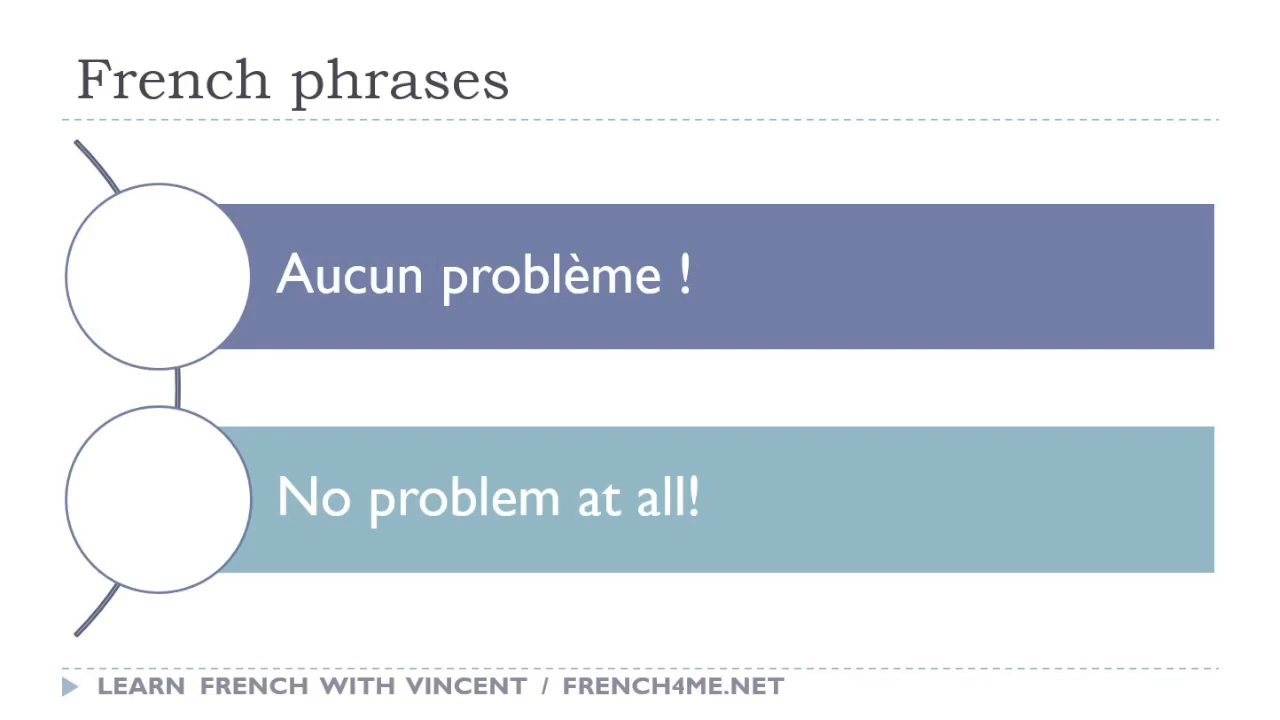 French phrases
Aucun problème !
No problem at all!
LEARN FRENCH WITH VINCENT / FRENCH4ME.NET